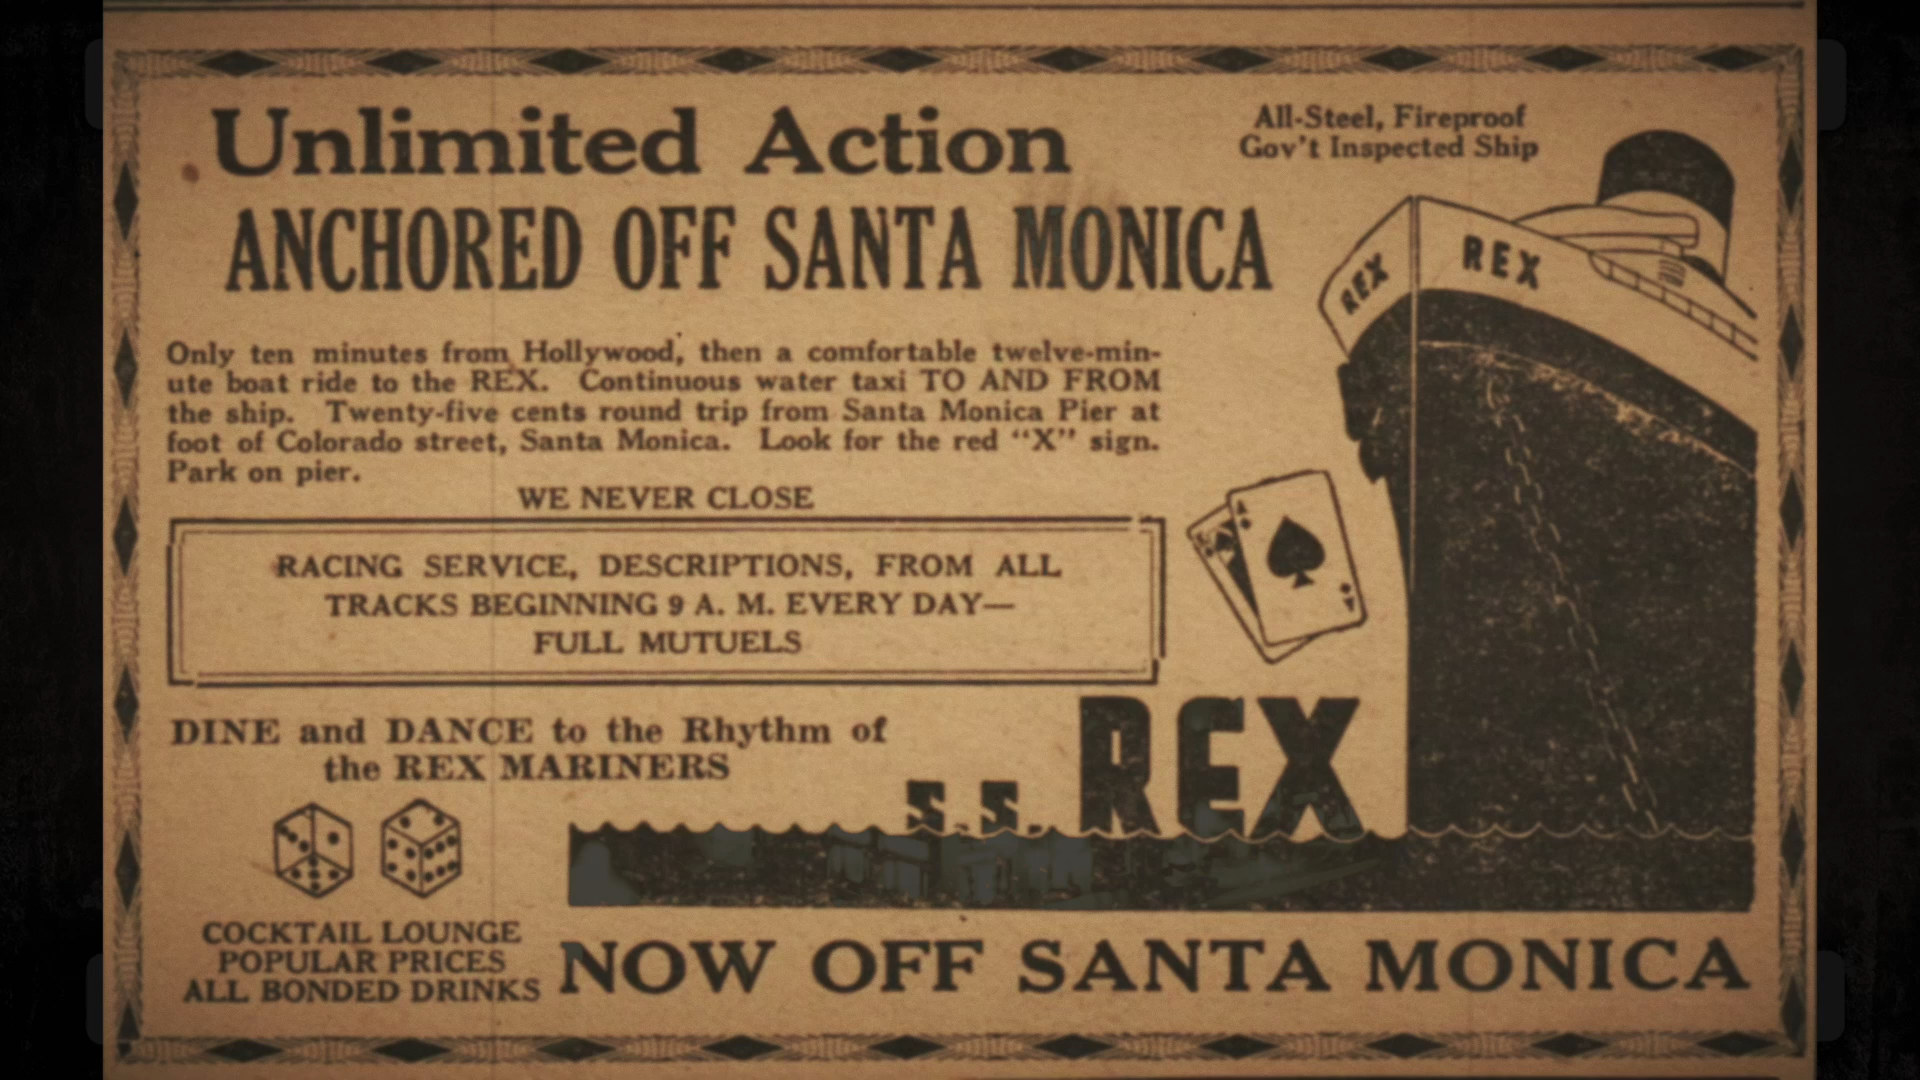 Unlimited Action
ANCHORED OFF SANTA MONICA
All-Steel, Fireproof
Gov't Inspected Ship
REX
REX
Only ten minutes from Hollywood, then a comfortable twelve-min-
ute boat ride to the REX. Continuous water taxi TO AND FROM
the ship. Twenty-five cents round trip from Santa Monica Pier at
foot of Colorado street, Santa Monica. Look for the red “X” sign.
Park on pier.
WE NEVER CLOSE
RACING SERVICE, DESCRIPTIONS, FROM ALL
TRACKS BEGINNING 9 A. M. EVERY DAY—
FULL MUTUELS
A
A
DINE and DANCE to the Rhythm of
the REX MARINERS
s.s. REX
COCKTAIL LOUNGE
POPULAR PRICES
ALL BONDED DRINKS
NOW OFF SANTA MONICA